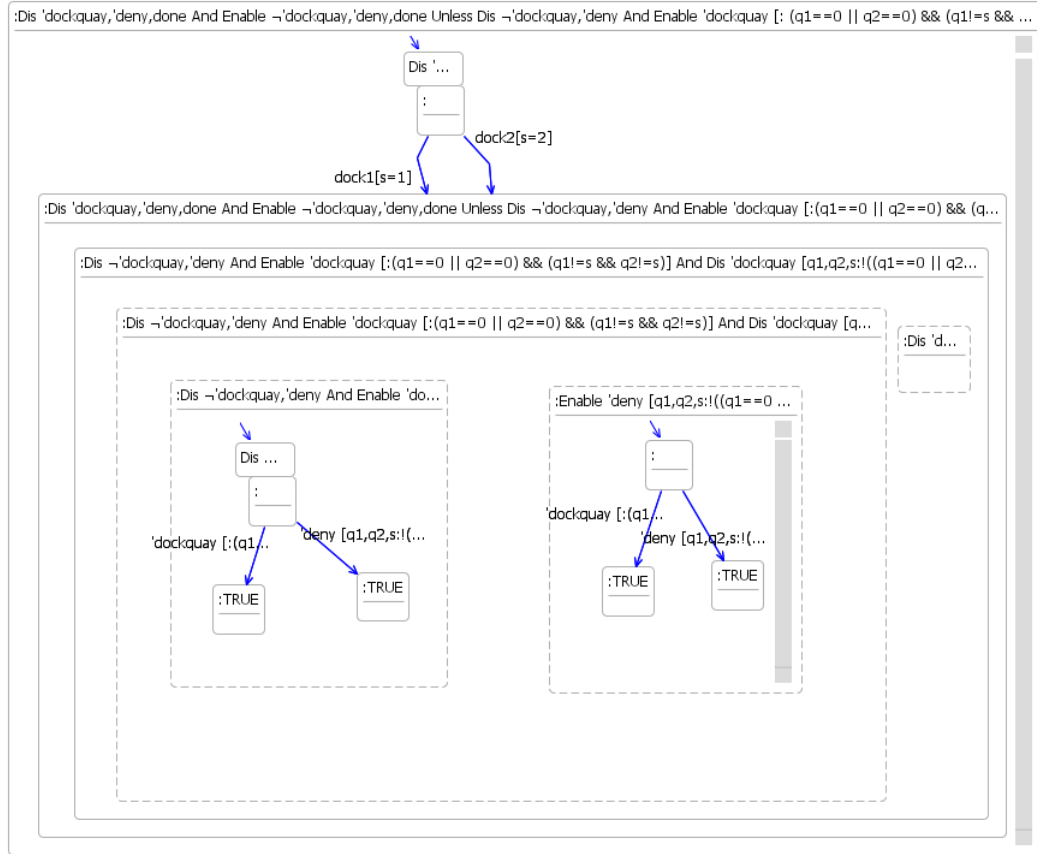 :Dis 'dockquay,'deny,done And Enable ¬'dockquay,'deny,done Unless Dis ¬'dockquay,'deny And Enable 'dockquay [: (q1==0 || q2==0) && (q1!=s && ...
Dis '...
:
dock2[s=2]
dock1[s=1]
:Dis 'dockquay,'deny,done And Enable ¬'dockquay,'deny,done Unless Dis ¬'dockquay,'deny And Enable 'dockquay [:(q1==0 || q2==0) && (q...
:Dis ¬'dockquay,'deny And Enable 'dockquay [:(q1==0 || q2==0) && (q1!=s && q2!=s)] And Dis 'dockquay [q1,q2,s:!((q1==0 || q2...
:Dis ¬'dockquay,'deny And Enable 'dockquay [:(q1==0 || q2==0) && (q1!=s && q2!=s)] And Dis 'dockquay [q...
:Dis 'd...
:Dis ¬'dockquay,'deny And Enable 'do...
:Enable 'deny [q1,q2,s:!((q1==0 ...
Dis ...
:
:
'dockquay [:(q1...
'deny [q1,q2,s:!(...
'dockquay [:(q1...
'deny [q1,q2,s:!(...
:TRUE
:TRUE
:TRUE
:TRUE